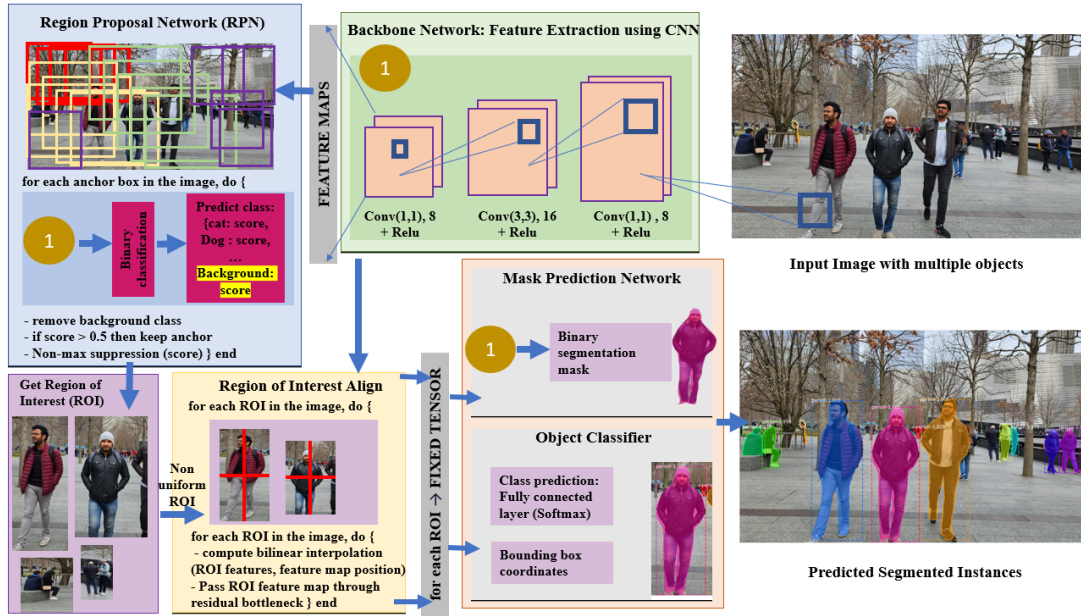 Region Proposal Network (RPN)
for each anchor box in the image, do {
1
Binary
classification
Predict class:
{cat: score,
Dog : score,
…
Background:
score
- remove background class
- if score > 0.5 then keep anchor
- Non-max suppression (score) } end
FEATURE MAPS
Backbone Network: Feature Extraction using CNN
1
Conv(1,1), 8
+ Relu
Conv(3,3), 16
+ Relu
Conv(1,1) , 8
+ Relu
Input Image with multiple objects
Get Region of
Interest (ROI)
Non
uniform
ROI
Region of Interest Align
for each ROI in the image, do {
for each ROI in the image, do {
- compute bilinear interpolation
(ROI features, feature map position)
- Pass ROI feature map through
residual bottleneck } end
for each ROI → FIXED TENSOR
Mask Prediction Network
1
Binary
segmentation
mask
Object Classifier
Class prediction:
Fully connected
layer (Softmax)
Bounding box
coordinates
person 1.000
Predicted Segmented Instances